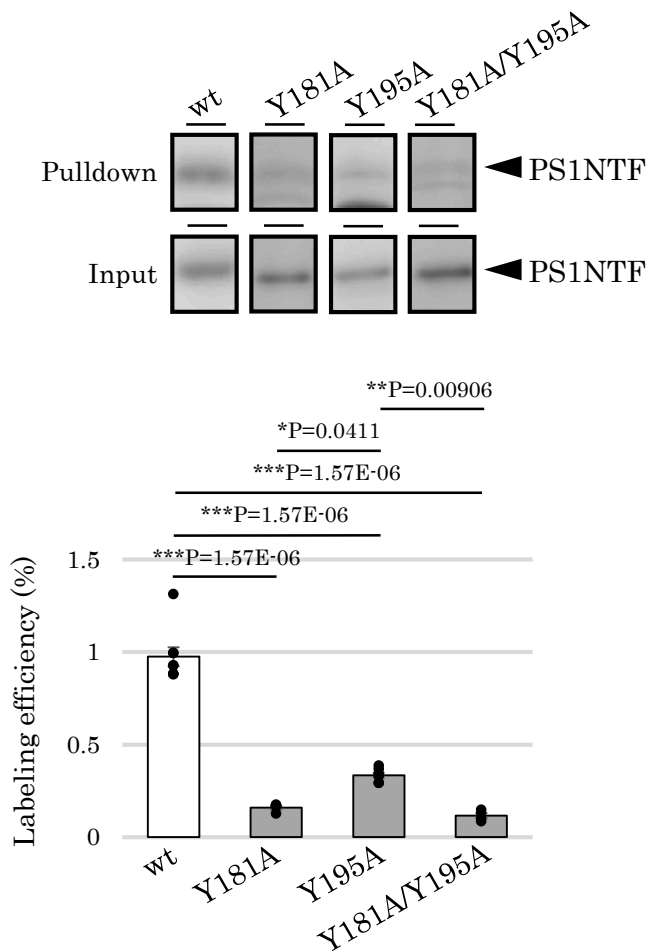 wt Y181A Y195A Y181A/Y195A
Pulldown PS1NTF
Input PS1NTF
**P=0.00906
*P=0.0411
***P=1.57E-06
***P=1.57E-06
***P=1.57E-06
Labeling efficiency (%)
1.5
1
0.5
0
wt Y181A Y195A Y181A/Y195A